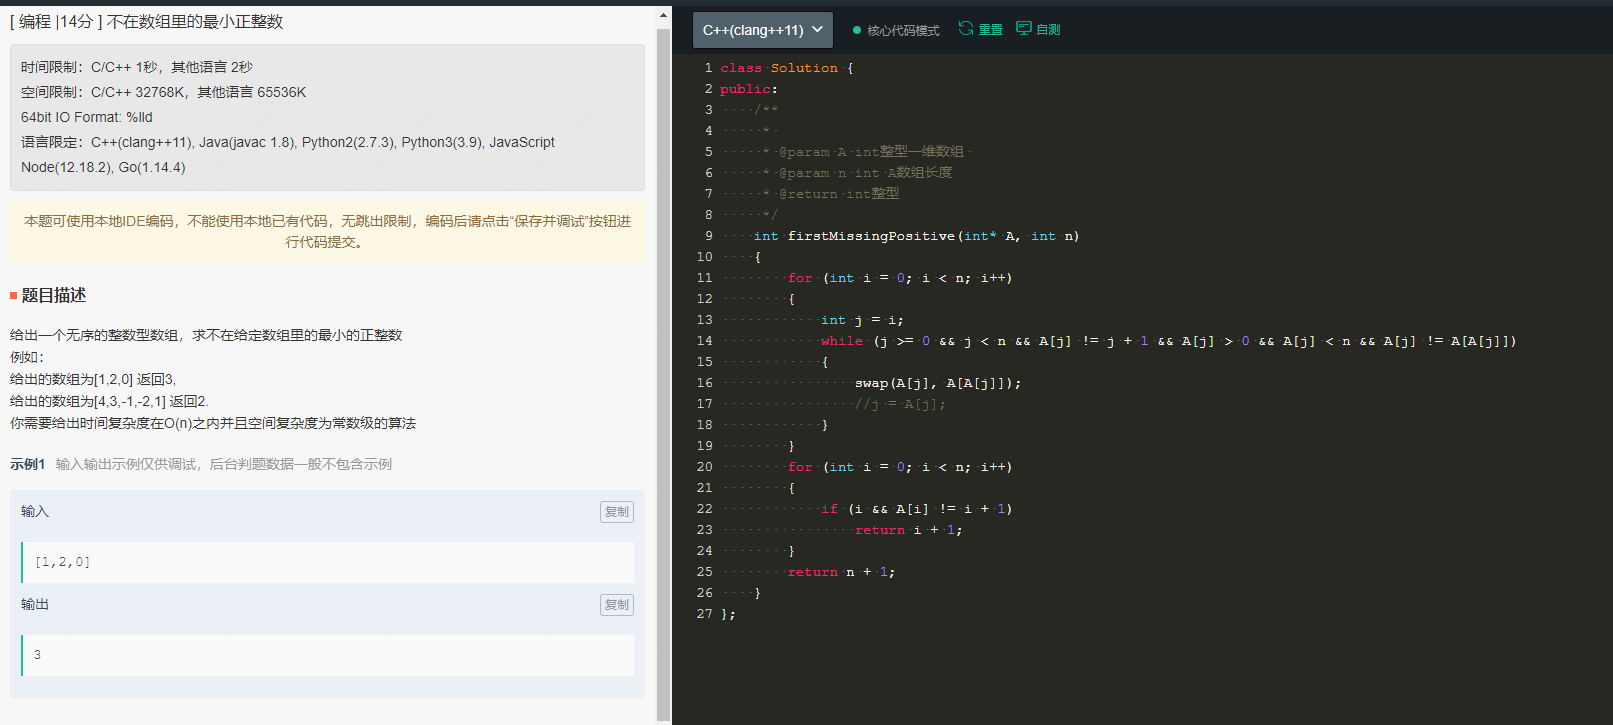 [ 编程 |14分 ] 不在数组里的最小正整数
时间限制：C/C++ 1秒，其他语言 2秒
空间限制：C/C++ 32768K，其他语言 65536K
64bit IO Format: %lld
语言限定：C++(clang++11), Java(javac 1.8), Python2(2.7.3), Python3(3.9), JavaScript
Node(12.18.2), Go(1.14.4)
本题可使用本地IDE编码，不能使用本地已有代码，无跳出限制，编码后请点击“保存并调试”按钮进
行代码提交。
题目描述
给出一个无序的整数型数组，求不在给定数组里的最小的正整数
例如：
给出的数组为[1,2,0] 返回3,
给出的数组为[4,3,-1,-2,1] 返回2.
你需要给出时间复杂度在O(n)之内并且空间复杂度为常数级的算法
示例1 输入输出示例仅供调试，后台判题数据一般不包含示例
输入 复制
[1,2,0]
输出 复制
3
C++(clang++11) 核心代码模式 重置 自测
1 class Solution {
2 public:
3 /**
4 *
5 * @param A int整型一维数组
6 * @param n int A数组长度
7 * @return int整型
8 */
9 int firstMissingPositive(int* A, int n)
10 {
11 for (int i = 0; i < n; i++)
12 {
13 int j = i;
14 while (j >= 0 && j < n && A[j] != j + 1 && A[j] > 0 && A[j] < n && A[j] != A[A[j]])
15 {
16 swap(A[j], A[A[j]]);
17 //j = A[j];
18 }
19 }
20 for (int i = 0; i < n; i++)
21 {
22 if (i && A[i] != i + 1)
23 return i + 1;
24 }
25 return n + 1;
26 }
27 };